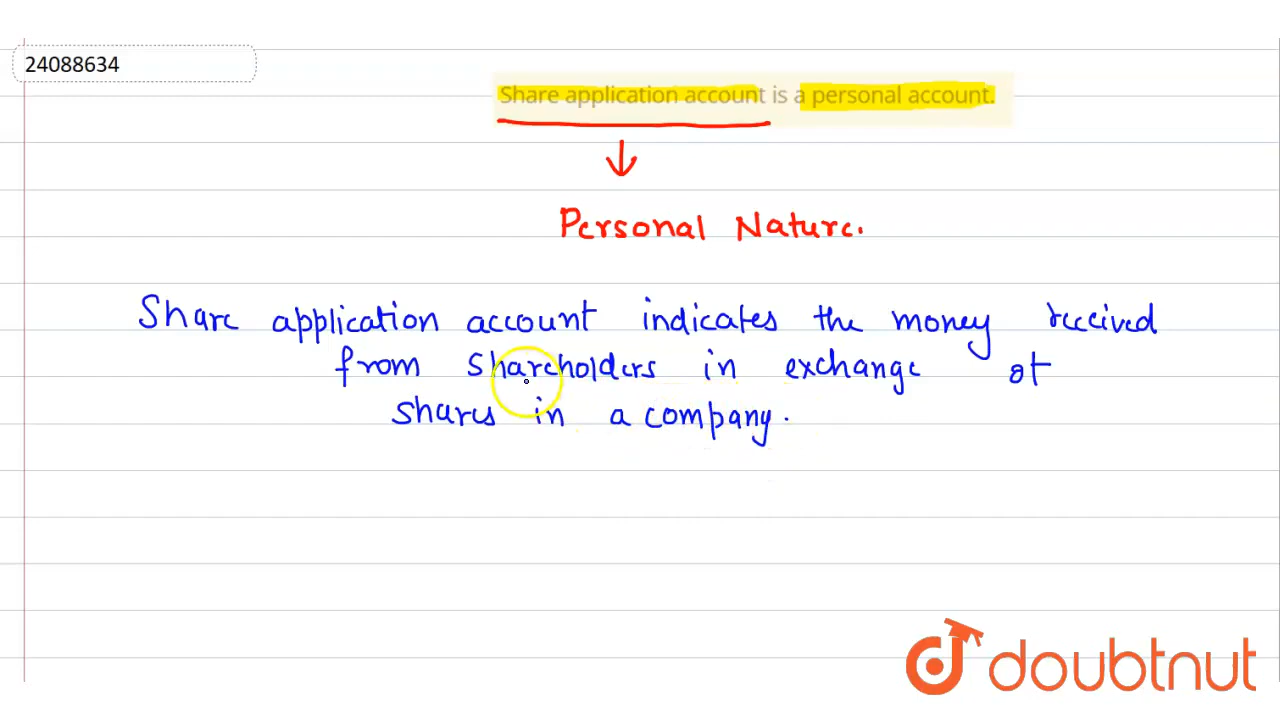 24088634
Share application account is a personal account.
Personal Nature.
Share application account indicates the money received
from shareholders in exchange of
shares in a company.
doubtnut